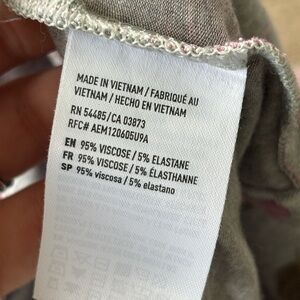 MADE IN VIETNAM / FABRIQUÉ AU
VIETNAM / HECHO EN VIETNAM
RN 54485/CA 03873
RFC# AEM120605U9A
EN 95% VISCOSE / 5% ELASTANE
FR 95% VISCOSE / 5% ÉLASTHANNE
SP 95% viscosa / 5% elastano